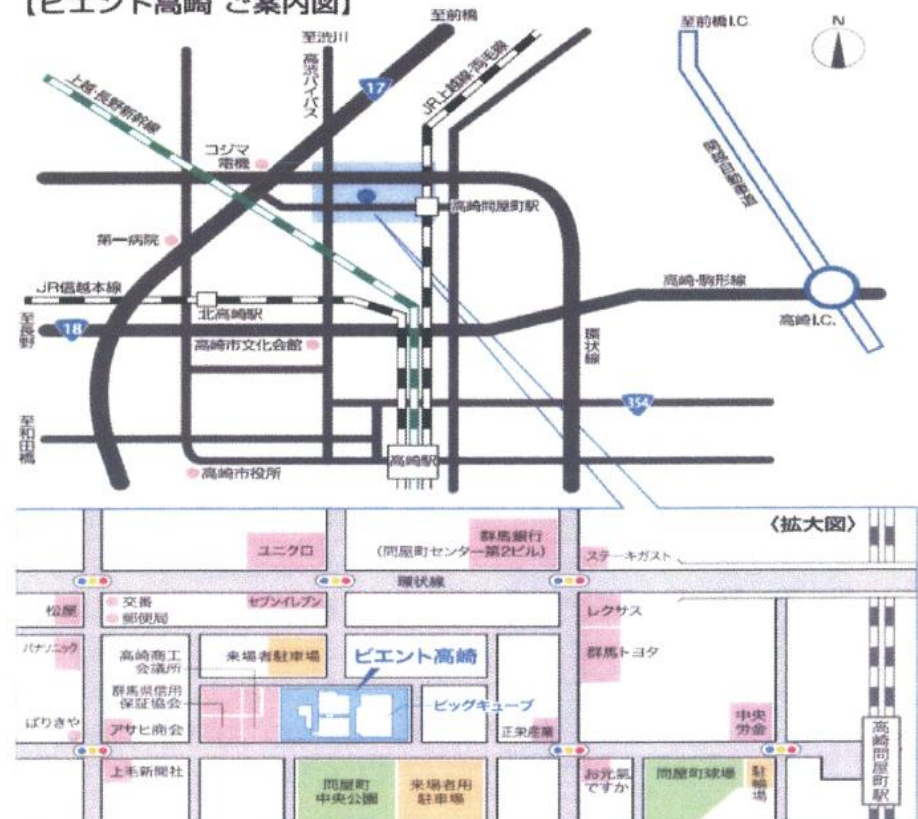 【ビエント高崎 ご案内図】
至前橋
至渋川
高渋バイパス
17
JR上越線・両毛線
上越・長野新幹線
至前橋I.C
N
関越自動車道
コジマ
電機
高崎問屋町駅
第一病院
JR信越本線
北高崎駅
高崎・駒形線
高崎I.C.
至長野
18
高崎市文化会館
環状線
354
至和田橋
高崎駅
高崎市役所
〈拡大図〉
ユニクロ
群馬銀行
(問屋町センター第2ビル)
ステーキガスト
環状線
松屋
交番
郵便局
セブンイレブン
レクサス
パナソニック
高崎商工
会議所
来場者駐車場
ビエント高崎
群馬トヨタ
群馬県信用
保証協会
ビッグキューブ
ばりきや
アサヒ商会
正栄産業
中央
労金
高崎問屋町駅
上毛新聞社
問屋町
中央公園
来場者用
駐車場
お元氣
ですか
問屋町球場
駐輪場